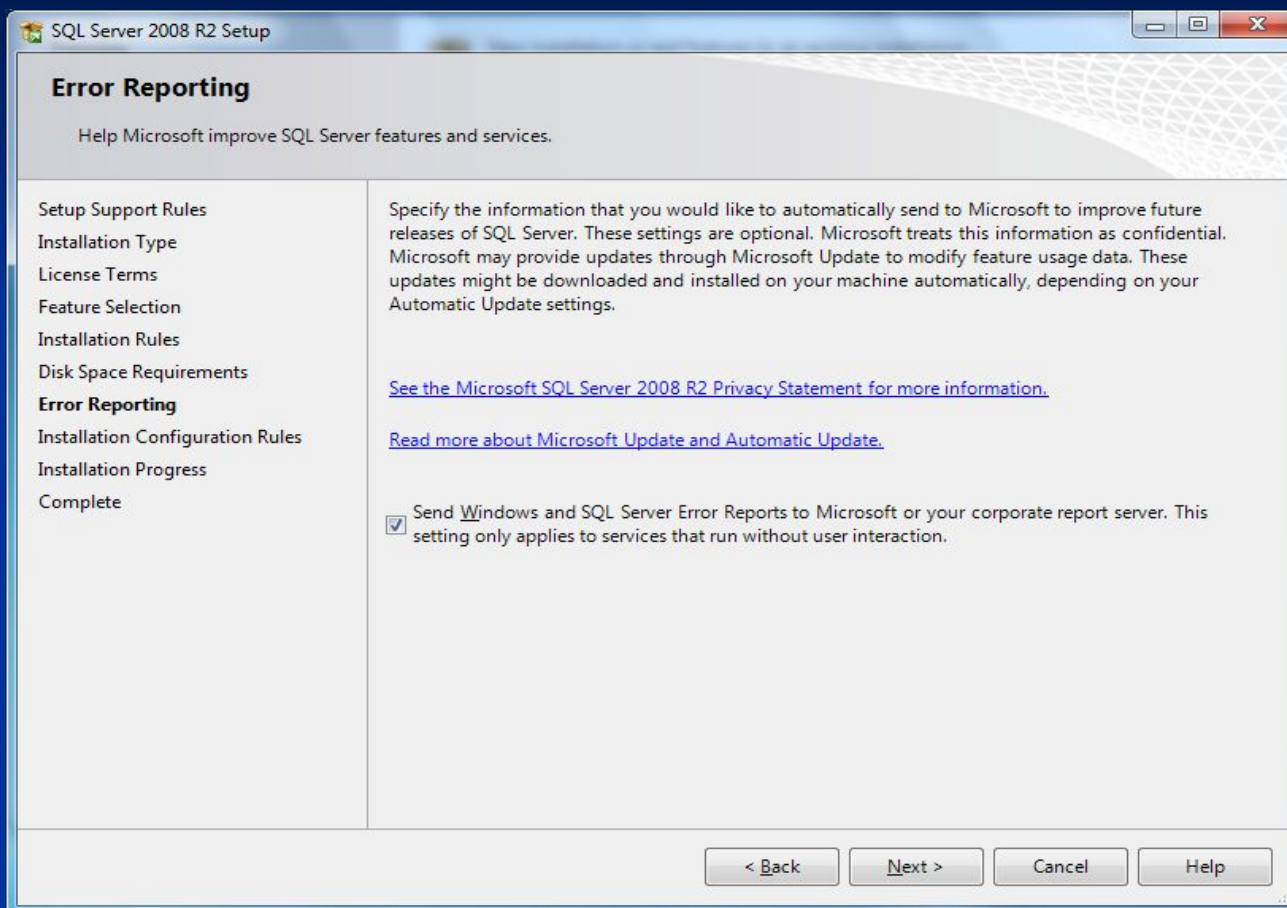 SQL Server 2008 R2 Setup
Error Reporting
Help Microsoft improve SQL Server features and services.
Setup Support Rules
Installation Type
License Terms
Feature Selection
Installation Rules
Disk Space Requirements
Error Reporting
Installation Configuration Rules
Installation Progress
Complete
Specify the information that you would like to automatically send to Microsoft to improve future
releases of SQL Server. These settings are optional. Microsoft treats this information as confidential.
Microsoft may provide updates through Microsoft Update to modify feature usage data. These
updates might be downloaded and installed on your machine automatically, depending on your
Automatic Update settings.
See the Microsoft SQL Server 2008 R2 Privacy Statement for more information.
Read more about Microsoft Update and Automatic Update.
Send Windows and SQL Server Error Reports to Microsoft or your corporate report server. This
setting only applies to services that run without user interaction.
< Back
Next >
Cancel
Help